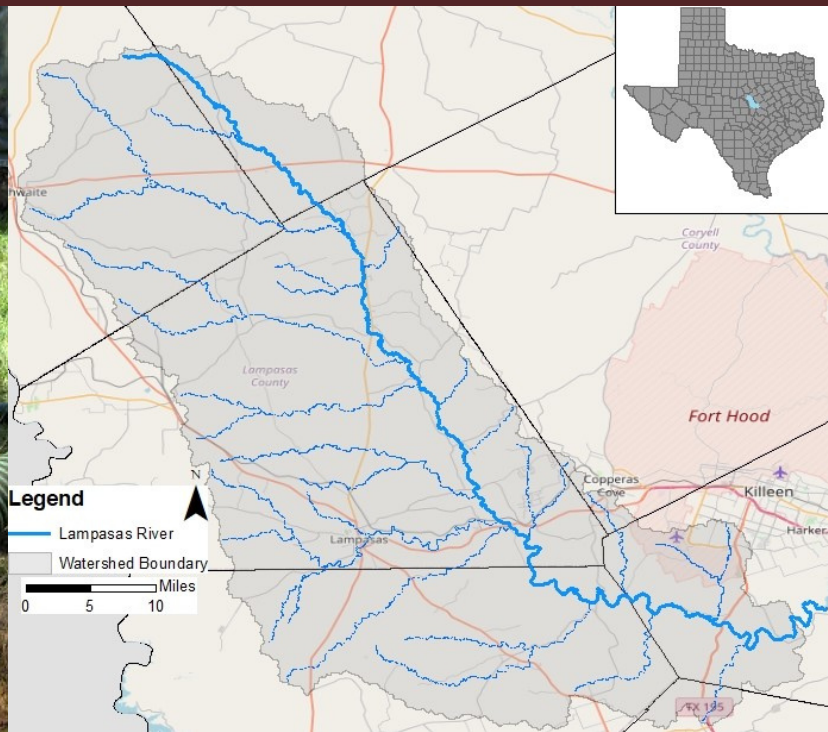 Coryell
County
hwaite
Lampasas
County
Fort Hood
Copperas
Cove
Killeen
Harker
N
Legend
Lampasas River
Watershed Boundary
Miles
0 5 10
Lampasas
TX 195